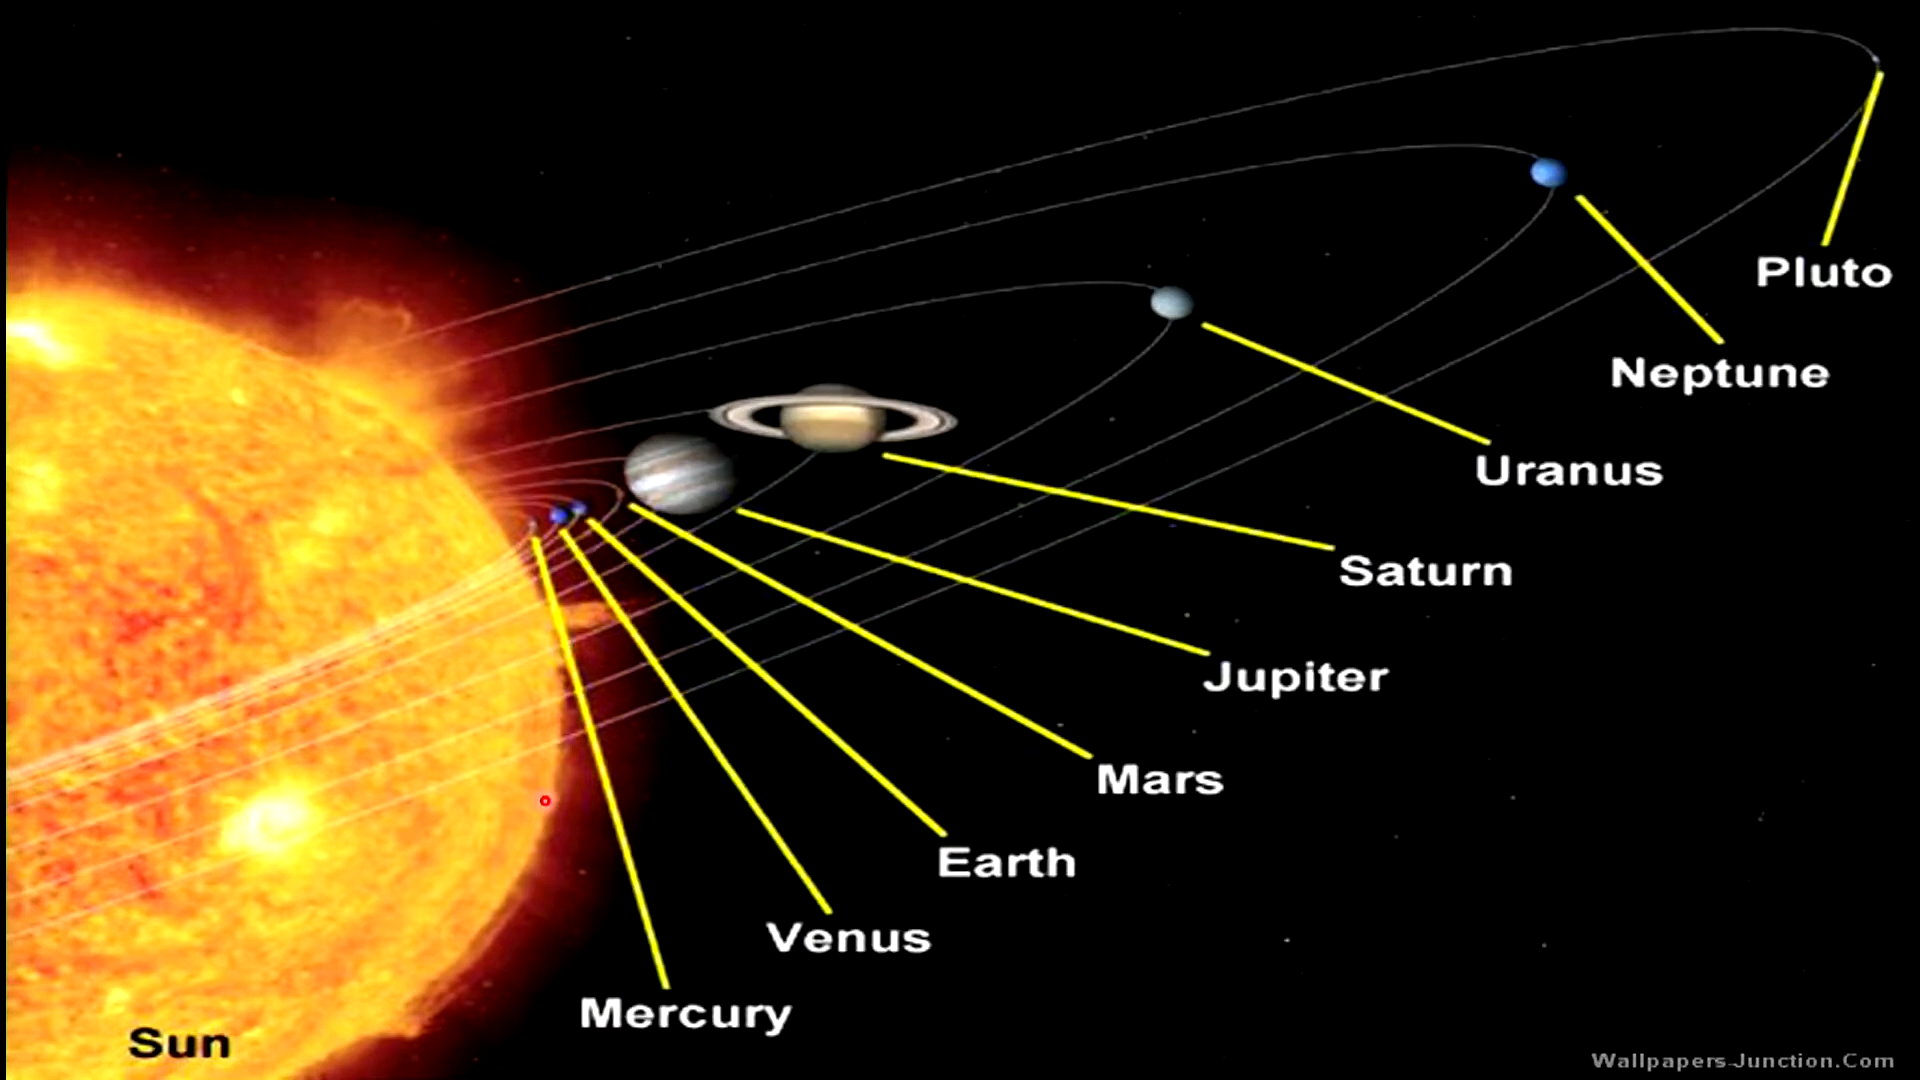 Pluto
Neptune
Uranus
Saturn
Jupiter
Mars
Earth
Venus
Mercury
Sun
Wallpapers-Junction.Com